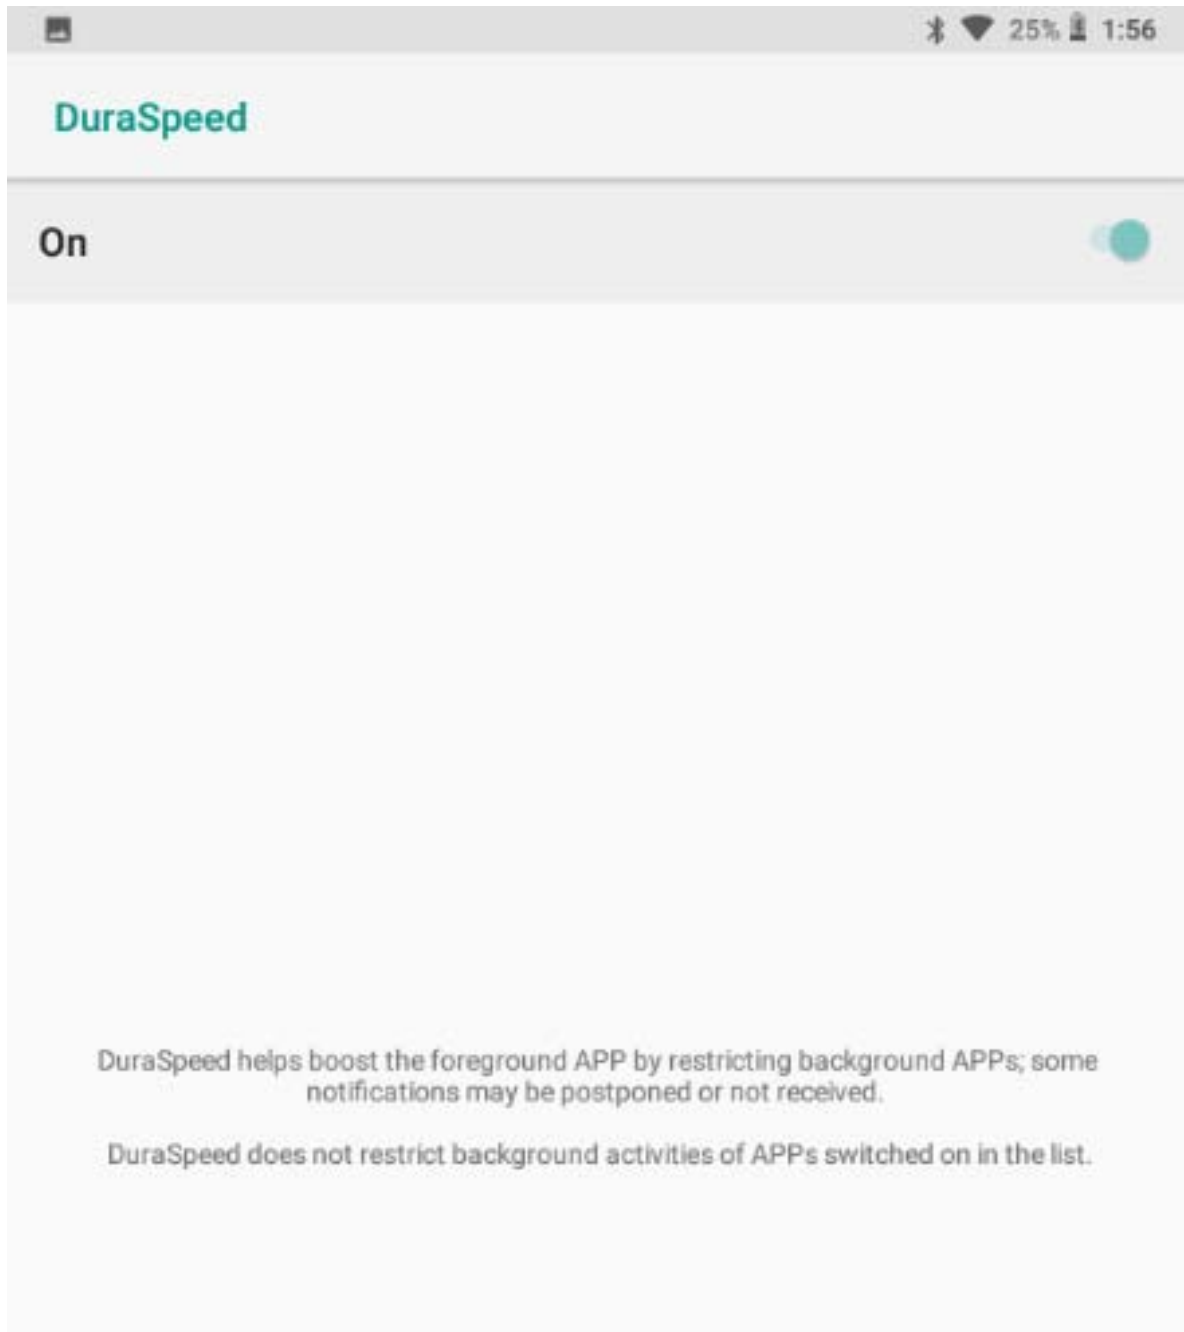 25% 1:56
DuraSpeed
On
DuraSpeed helps boost the foreground APP by restricting background APPs; some
notifications may be postponed or not received.
DuraSpeed does not restrict background activities of APPs switched on in the list.